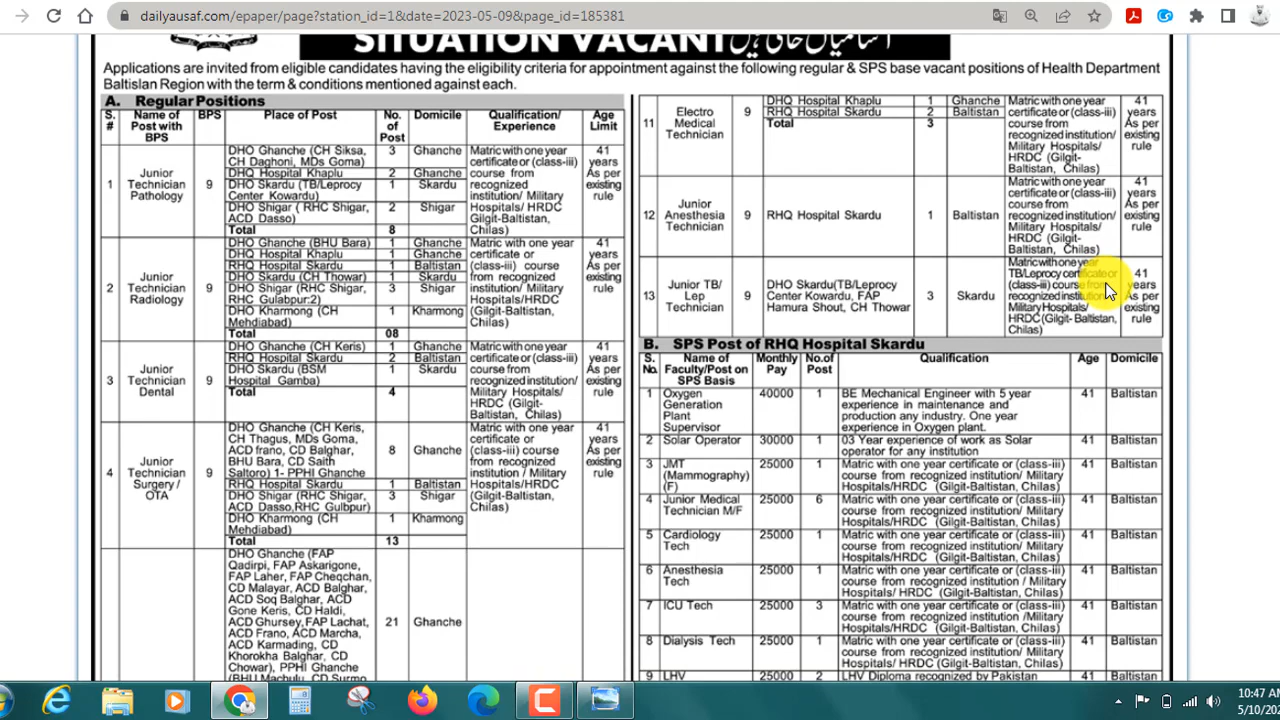 dailyausaf.com/epaper/page?station_id=1&date=2023-05-09&page_id=185381
SITUATION VACANT اسامیاں خالی ہیں
Applications are invited from eligible candidates having the eligibility criteria for appointment against the following regular & SPS base vacant positions of Health Department
Baltislan Region with the term & conditions mentioned against each.
A. Regular Positions
S. # Name of Post with BPS BPS Place of Post No. of Post Domicile Qualification/ Experience Age Limit
1 Junior Technician Pathology 9
DHO Ghanche (CH Siksa, CH Daghoni, MDs Goma) 3 Ghanche
DHQ Hospital Khaplu 2 Ghanche
DHO Skardu (TB/Leprocy Center Kowardu) 1 Skardu
DHO Shigar ( RHC Shigar, ACD Dasso) 2 Shigar
Total 8
Matric with one year certificate or (class-iii) course from recognized institution/ Military Hospitals/ HRDC Gilgit-Baltistan, Chilas)
41 years As per existing rule
2 Junior Technician Radiology 9
DHO Ghanche (BHU Bara) 1 Ghanche
DHQ Hospital Khaplu 1 Ghanche
RHQ Hospital Skardu 1 Baltistan
DHO Skardu (CH Thowar) 1 Skardu
DHO Shigar (RHC Shigar, RHC Gulabpur:2) 3 Shigar
DHO Kharmong (CH Mehdiabad) 1 Kharmong
Total 08
Matric with one year certificate or (class-iii) course from recognized institution/ Military Hospitals/HRDC (Gilgit-Baltistan, Chilas)
41 years As per existing rule
3 Junior Technician Dental 9
DHO Ghanche (CH Keris) 1 Ghanche
RHQ Hospital Skardu 2 Baltistan
DHO Skardu (BSM Hospital Gamba) 1 Skardu
Total 4
Matric with one year certificate or (class-iii) course from recognized institution/ Military Hospitals/ HRDC (Gilgit-Baltistan, Chilas)
41 years As per existing rule
4 Junior Technician Surgery / OTA 9
DHO Ghanche (CH Keris, CH Thagus, MDs Goma, ACD frano, CD Balghar, BHU Bara, CD Saith Saltoro) 1- PPHI Ghanche 8 Ghanche
RHQ Hospital Skardu 1 Baltistan
DHO Shigar (RHC Shigar, ACD Dasso,RHC Gulbpur) 3 Shigar
DHO Kharmong (CH Mehdiabad) 1 Kharmong
Total 13
Matric with one year certificate or (class-iii) course from recognized institution / Military Hospitals/HRDC (Gilgit-Baltistan, Chilas)
41 years As per existing rule
DHO Ghanche (FAP Qadirpi, FAP Askarigone, FAP Laher, FAP Cheqchan, CD Malayar, ACD Balghar, ACD Soq Balghar, ACD Gone Keris, CD Haldi, ACD Ghursey, FAP Lachat, ACD Frano, ACD Marcha, ACD Karmading, CD Khorokha Balghar, CD Chowar), PPHI Ghanche (BHU Machulu, CD Surmo 21 Ghanche
11 Electro Medical Technician 9
DHQ Hospital Khaplu 1 Ghanche
RHQ Hospital Skardu 2 Baltistan
Total 3
Matric with one year certificate or (class-iii) course from recognized institution/ Military Hospitals/ HRDC (Gilgit-Baltistan, Chilas)
41 years As per existing rule
12 Junior Anesthesia Technician 9
RHQ Hospital Skardu 1 Baltistan
Matric with one year certificate or (class-iii) course from recognized institution/ Military Hospitals/ HRDC (Gilgit-Baltistan, Chilas)
41 years As per existing rule
13 Junior TB/ Lep Technician 9
DHO Skardu(TB/Leprocy Center Kowardu, FAP Hamura Shout, CH Thowar 3 Skardu
Matric with one year TB/Leprocy certificate or (class-iii) course from recognized institution/ Military Hospitals/ HRDC(Gilgit- Baltistan, Chilas)
41 years As per existing rule
B. SPS Post of RHQ Hospital Skardu
S. No. Name of Faculty/Post on SPS Basis Monthly Pay No.of Post Qualification Age Domicile
1 Oxygen Generation Plant Supervisor 40000 1 BE Mechanical Engineer with 5 year experience in maintenance and production any industry. One year experience in Oxygen plant. 41 Baltistan
2 Solar Operator 30000 1 03 Year experience of work as Solar operator for any institution 41 Baltistan
3 JMT (Mammography) (F) 25000 1 Matric with one year certificate or (class-iii) course from recognized institution/ Military Hospitals/HRDC (Gilgit-Baltistan, Chilas) 41 Baltistan
4 Junior Medical Technician M/F 25000 6 Matric with one year certificate or (class-iii) course from recognized institution/ Military Hospitals/HRDC (Gilgit-Baltistan, Chilas) 41 Baltistan
5 Cardiology Tech 25000 1 Matric with one year certificate or (class-iii) course from recognized institution/ Military Hospitals/HRDC (Gilgit-Baltistan, Chilas) 41 Baltistan
6 Anesthesia Tech 25000 1 Matric with one year certificate or (class-iii) course from recognized institution / Military Hospitals/ HRDC (Gilgit-Baltistan, Chilas) 41 Baltistan
7 ICU Tech 25000 3 Matric with one year certificate or (class-iii) course from recognized institution /Military Hospitals/ HRDC (Gilgit-Baltistan, Chilas) 41 Baltistan
8 Dialysis Tech 25000 1 Matric with one year certificate or (class-iii) course from recognized institution/ Military Hospitals/ HRDC (Gilgit-Baltistan, Chilas) 41 Baltistan
9 LHV 25000 2 LHV Diploma recognized by Pakistan 41 Baltistan
10:47 AM
5/10/202